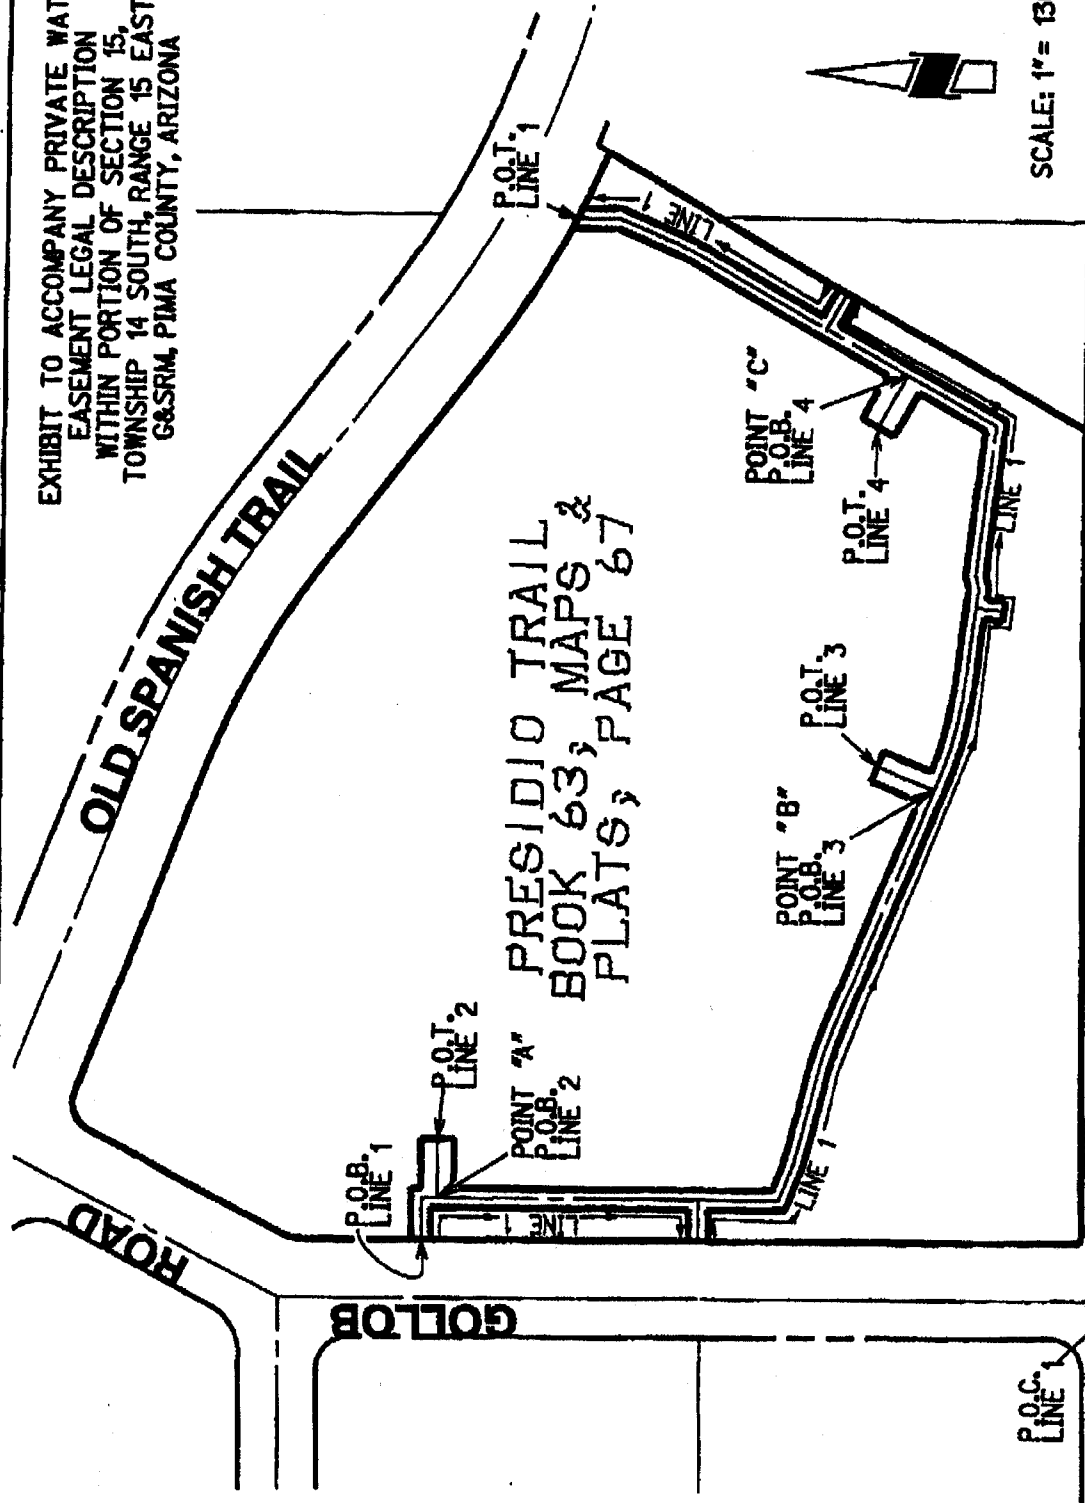 EXHIBIT TO ACCOMPANY PRIVATE WAT
EASEMENT LEGAL DESCRIPTION
WITHIN PORTION OF SECTION 15,
TOWNSHIP 14 SOUTH, RANGE 15 EAST
G&SRM, PIMA COUNTY, ARIZONA
OLD SPANISH TRAIL
P.O.T.
LINE 1
LINE 1
SCALE: 1"= 13
PRESIDIO TRAIL
BOOK 63; MAPS &
PLATS; PAGE 67
POINT "C"
P.O.B.
LINE 4
P.O.T.
LINE 4
LINE 1
P.O.T.
LINE 3
POINT "B"
P.O.B.
LINE 3
P.O.T.
LINE 2
POINT "A"
P.O.B.
LINE 2
P.O.B.
LINE 1
LINE 1
LINE 1
GOLLOB
ROAD
P.O.C.
LINE 1